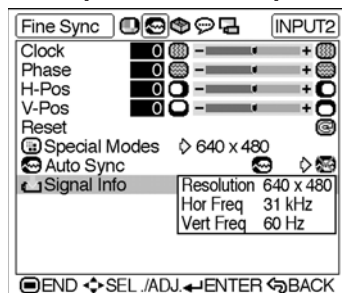 Fine Sync INPUT2
Clock 0 - +
Phase 0 - +
H-Pos 0 - +
V-Pos 0 - +
Reset
Special Modes 640 x 480
Auto Sync
Signal Info Resolution 640 x 480
Hor Freq 31 kHz
Vert Freq 60 Hz
END SEL./ADJ. ENTER BACK